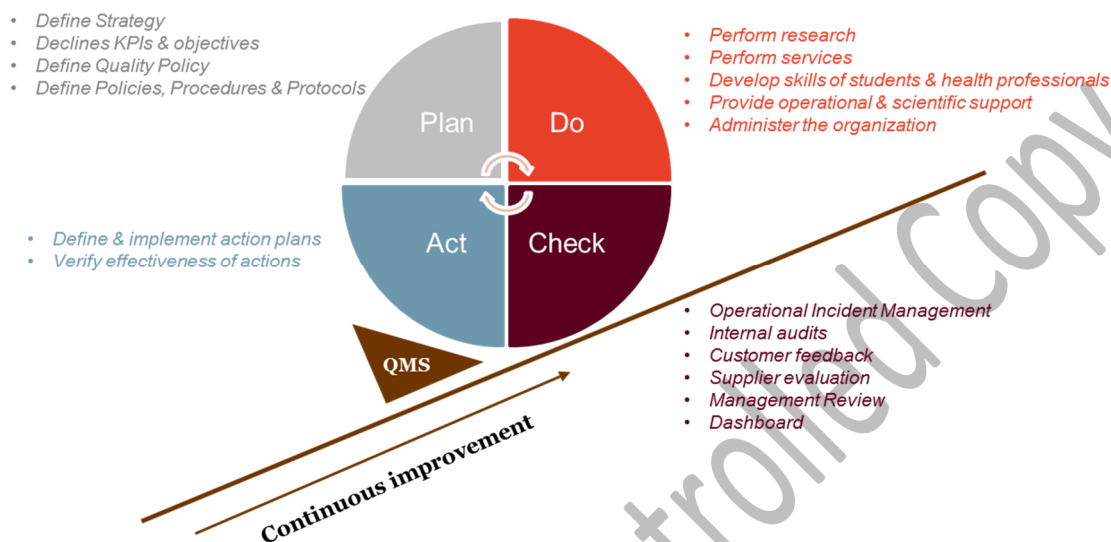 • Define Strategy
• Declines KPIs & objectives
• Define Quality Policy
• Define Policies, Procedures & Protocols
Plan
Do
• Perform research
• Perform services
• Develop skills of students & health professionals
• Provide operational & scientific support
• Administer the organization
• Define & implement action plans
• Verify effectiveness of actions
Act
Check
• Operational Incident Management
• Internal audits
• Customer feedback
• Supplier evaluation
• Management Review
• Dashboard
QMS
Continuous improvement
trolled Copy